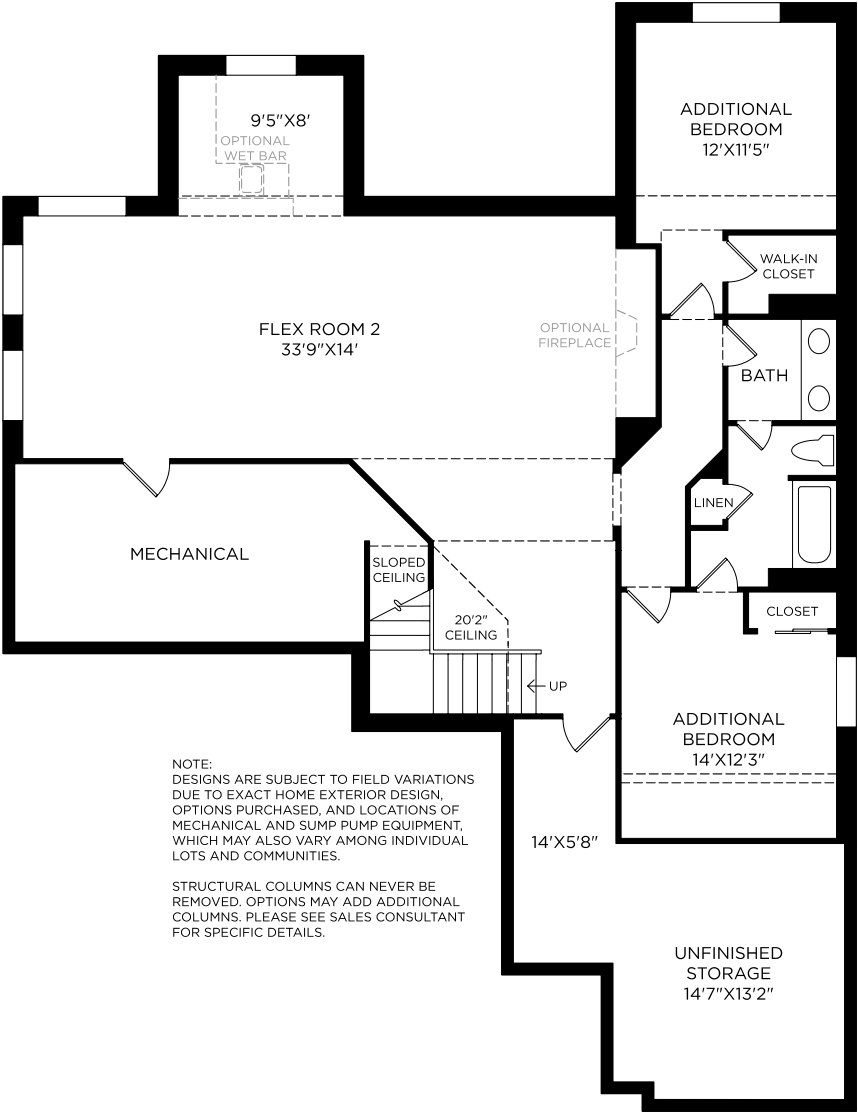 ADDITIONAL
BEDROOM
12'X11'5"
9'5"X8'
OPTIONAL
WET BAR
WALK-IN
CLOSET
FLEX ROOM 2
33'9"X14'
OPTIONAL
FIREPLACE
BATH
LINEN
MECHANICAL
SLOPED
CEILING
20'2"
CEILING
UP
CLOSET
ADDITIONAL
BEDROOM
14'X12'3"
NOTE:
DESIGNS ARE SUBJECT TO FIELD VARIATIONS
DUE TO EXACT HOME EXTERIOR DESIGN,
OPTIONS PURCHASED, AND LOCATIONS OF
MECHANICAL AND SUMP PUMP EQUIPMENT,
WHICH MAY ALSO VARY AMONG INDIVIDUAL
LOTS AND COMMUNITIES.
STRUCTURAL COLUMNS CAN NEVER BE
REMOVED. OPTIONS MAY ADD ADDITIONAL
COLUMNS. PLEASE SEE SALES CONSULTANT
FOR SPECIFIC DETAILS.
14'X5'8"
UNFINISHED
STORAGE
14'7"X13'2"